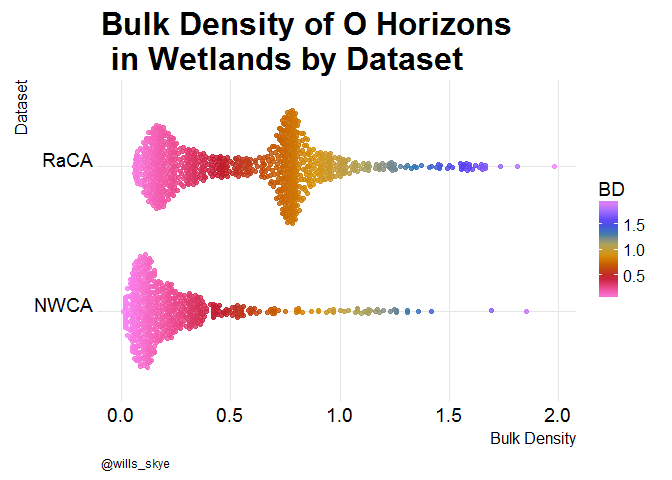 Bulk Density of O Horizons
in Wetlands by Dataset
Dataset
RaCA
NWCA
BD
1.5
1.0
0.5
0.0 0.5 1.0 1.5 2.0
Bulk Density
@wills_skye